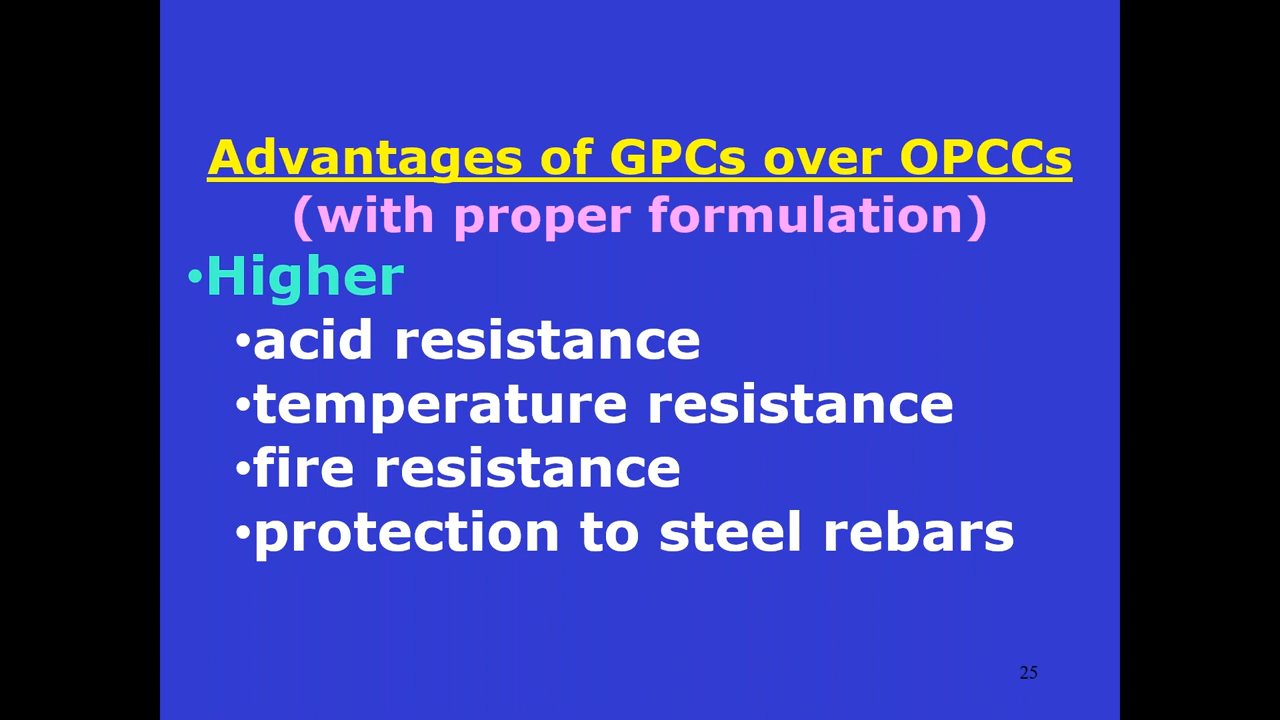 Advantages of GPCs over OPCCs
(with proper formulation)
•Higher
•acid resistance
•temperature resistance
•fire resistance
•protection to steel rebars
25